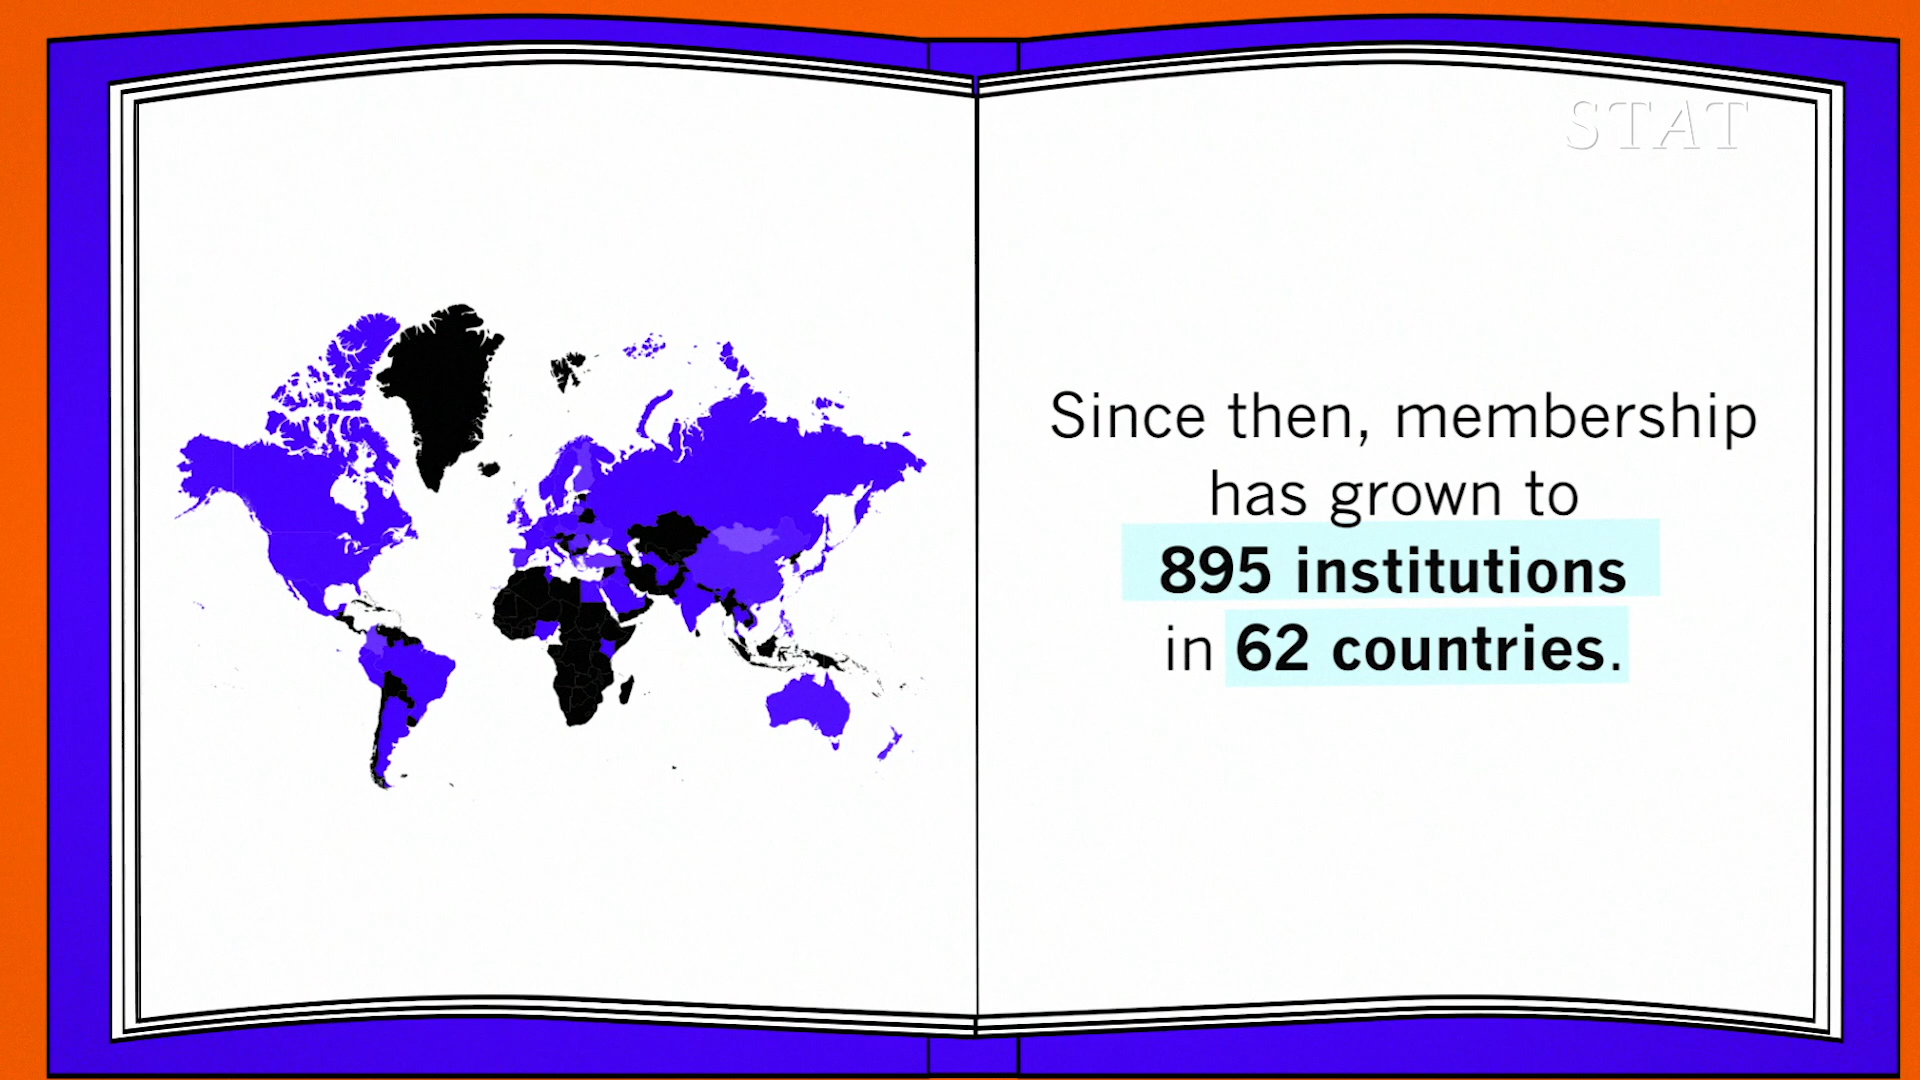 STAT
Since then, membership
has grown to
895 institutions
in 62 countries.